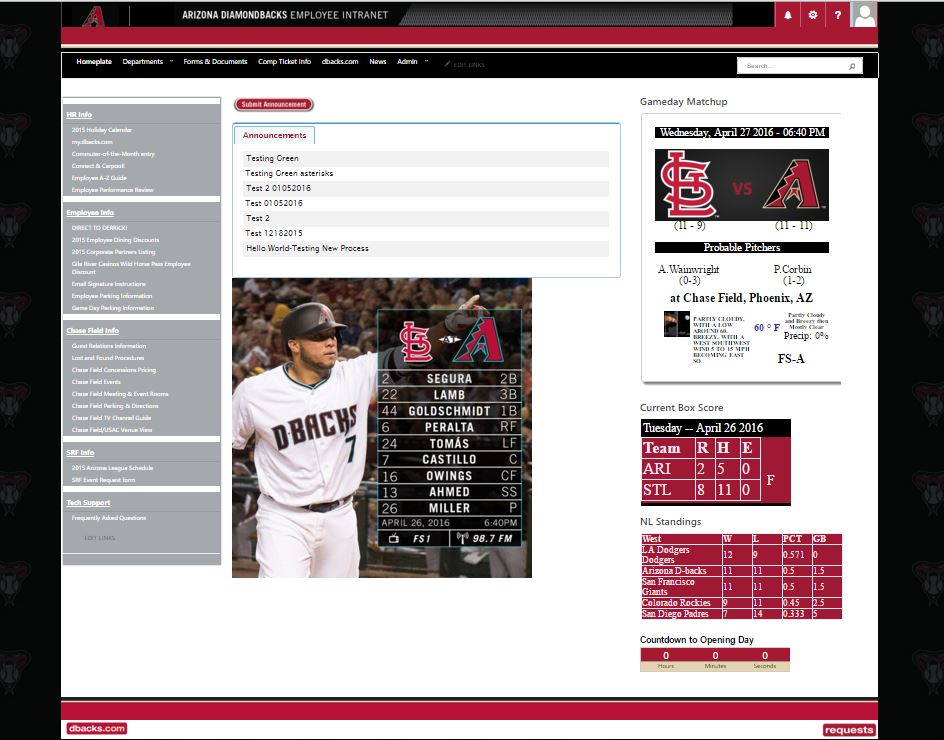 ARIZONA DIAMONDBACKS EMPLOYEE INTRANET
?
Homeplate Departments Forms & Documents Comp Ticket Info dbacks.com News Admin EDIT LINKS
Search...
HR Info
2015 Holiday Calendar
my.dbacks.com
Commuter-of-the-Month entry
Connect & Carpool!
Employee A-Z Guide
Employee Performance Review
Employee Info
DIRECT TO DERRICK!
2015 Employee Dining Discounts
2015 Corporate Partners Listing
Gila River Casinos Wild Horse Pass Employee
Discount
Email Signature Instructions
Employee Parking Information
Game Day Parking Information
Chase Field Info
Guest Relations Information
Lost and Found Procedures
Chase Field Concessions Pricing
Chase Field Events
Chase Field Meeting & Event Rooms
Chase Field Parking & Directions
Chase Field TV Channel Guide
Chase Field/USAC Venue View
SRF Info
2015 Arizona League Schedule
SRF Event Request form
Tech Support
Frequently Asked Questions
EDIT LINKS
Submit Announcement
Announcements
Testing Green
Testing Green asterisks
Test 2 01052016
Test 01052016
Test 2
Test 12182015
Hello World-Testing New Process
DBACKS
7
AT
2 SEGURA 2B
22 LAMB 3B
44 GOLDSCHMIDT 1B
6 PERALTA RF
24 TOMÁS LF
7 CASTILLO C
16 OWINGS CF
13 AHMED SS
26 MILLER P
APRIL 26, 2016 6:40PM
FS1 98.7 FM
Gameday Matchup
Wednesday, April 27 2016 - 06:40 PM
VS
(11 - 9) (11 - 11)
Probable Pitchers
A.Wainwright P.Corbin
(0-3) (1-2)
at Chase Field, Phoenix, AZ
PARTLY CLOUDY,
WITH A LOW
AROUND 60.
BREEZY, WITH A
WEST SOUTHWEST
WIND 5 TO 15 MPH
BECOMING EAST
SO
60 ° F
Partly Cloudy
and Breezy then
Mostly Clear
Precip: 0%
FS-A
Current Box Score
Tuesday -- April 26 2016
Team R H E
ARI 2 5 0
F
STL 8 11 0
NL Standings
West W L PCT GB
LA Dodgers
Dodgers 12 9 0.571 0
Arizona D-backs 11 11 0.5 1.5
San Francisco
Giants 11 11 0.5 1.5
Colorado Rockies 9 11 0.45 2.5
San Diego Padres 7 14 0.333 5
Countdown to Opening Day
0 0 0
Hours Minutes Seconds
dbacks.com
requests